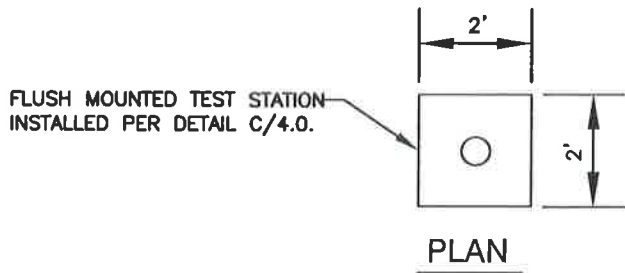 2'
FLUSH MOUNTED TEST STATION
INSTALLED PER DETAIL C/4.0.
2'
PLAN